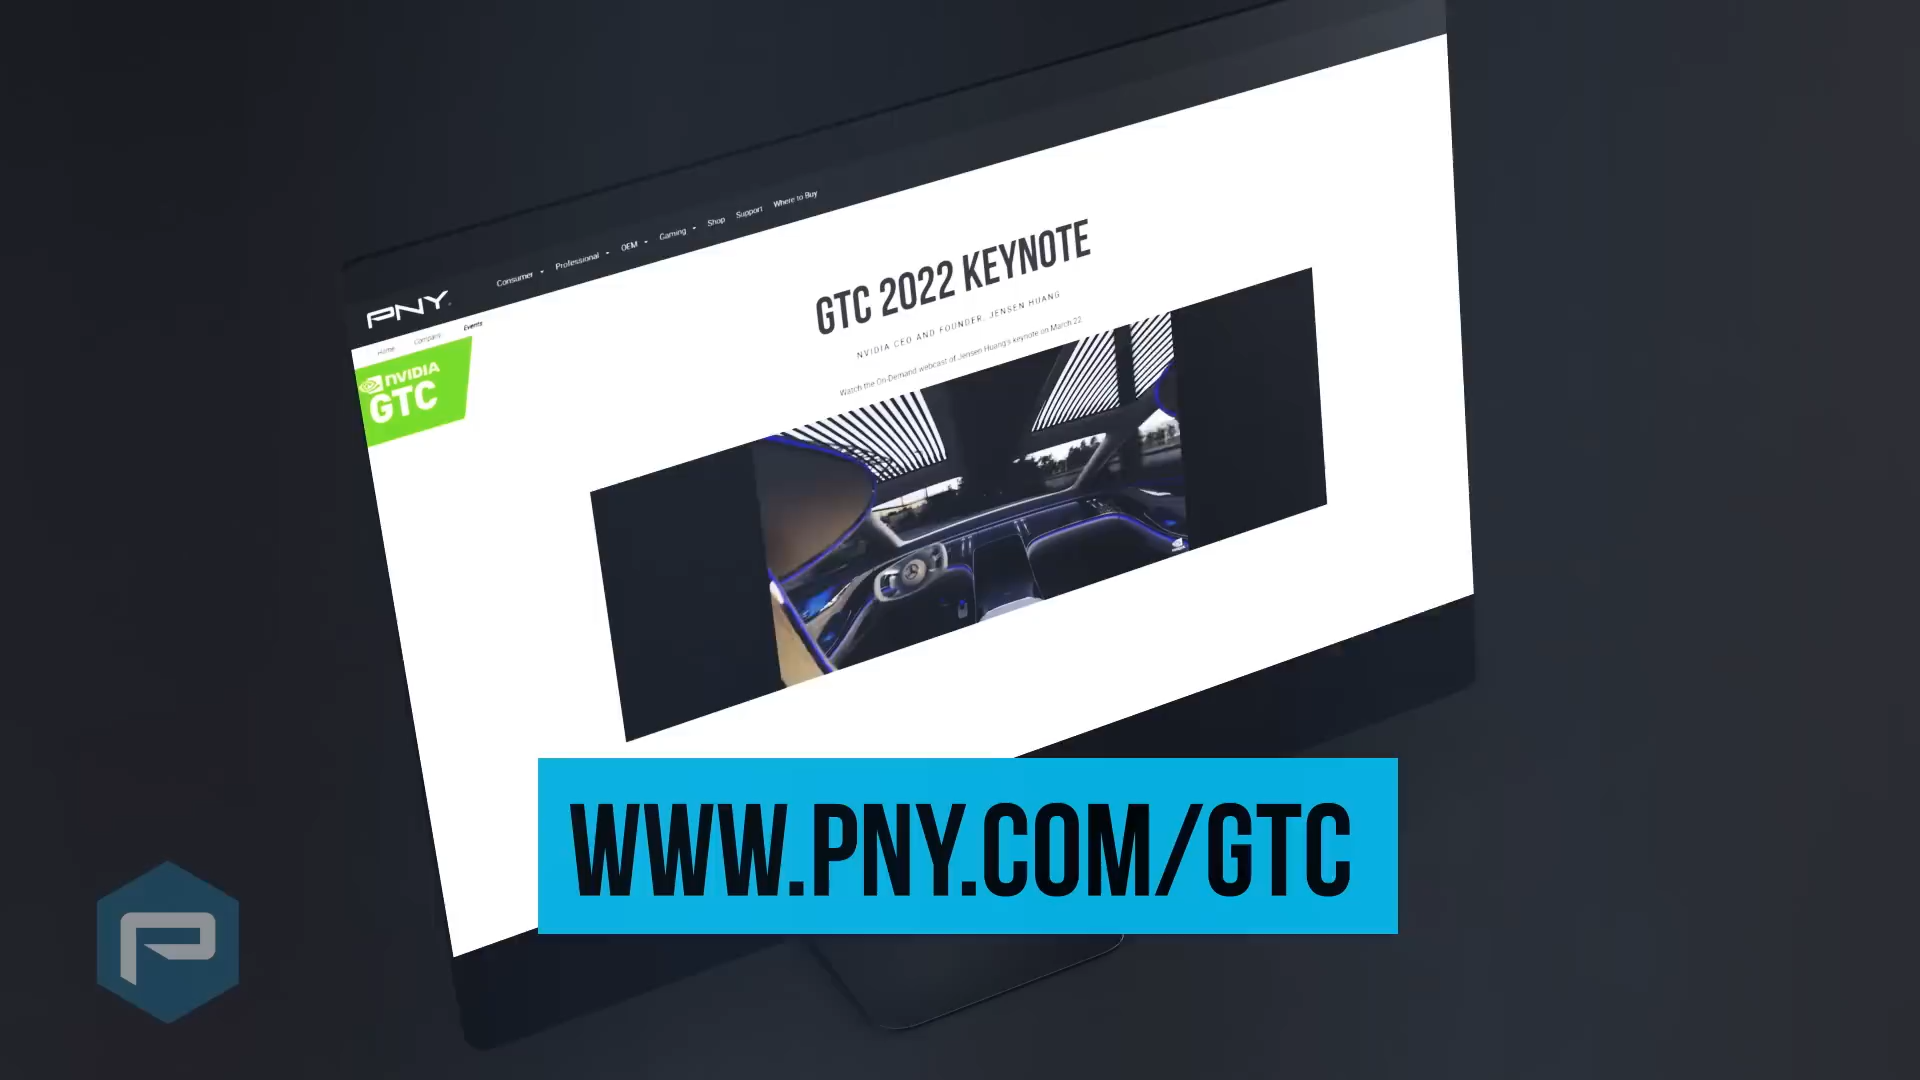 Consumer Professional OEM Gaming Shop Support Where to Buy
PNY
Home Company Events
NVIDIA
GTC
GTC 2022 KEYNOTE
NVIDIA CEO AND FOUNDER, JENSEN HUANG
Watch the On-Demand webcast of Jensen Huang's keynote on March 22
WWW.PNY.COM/GTC